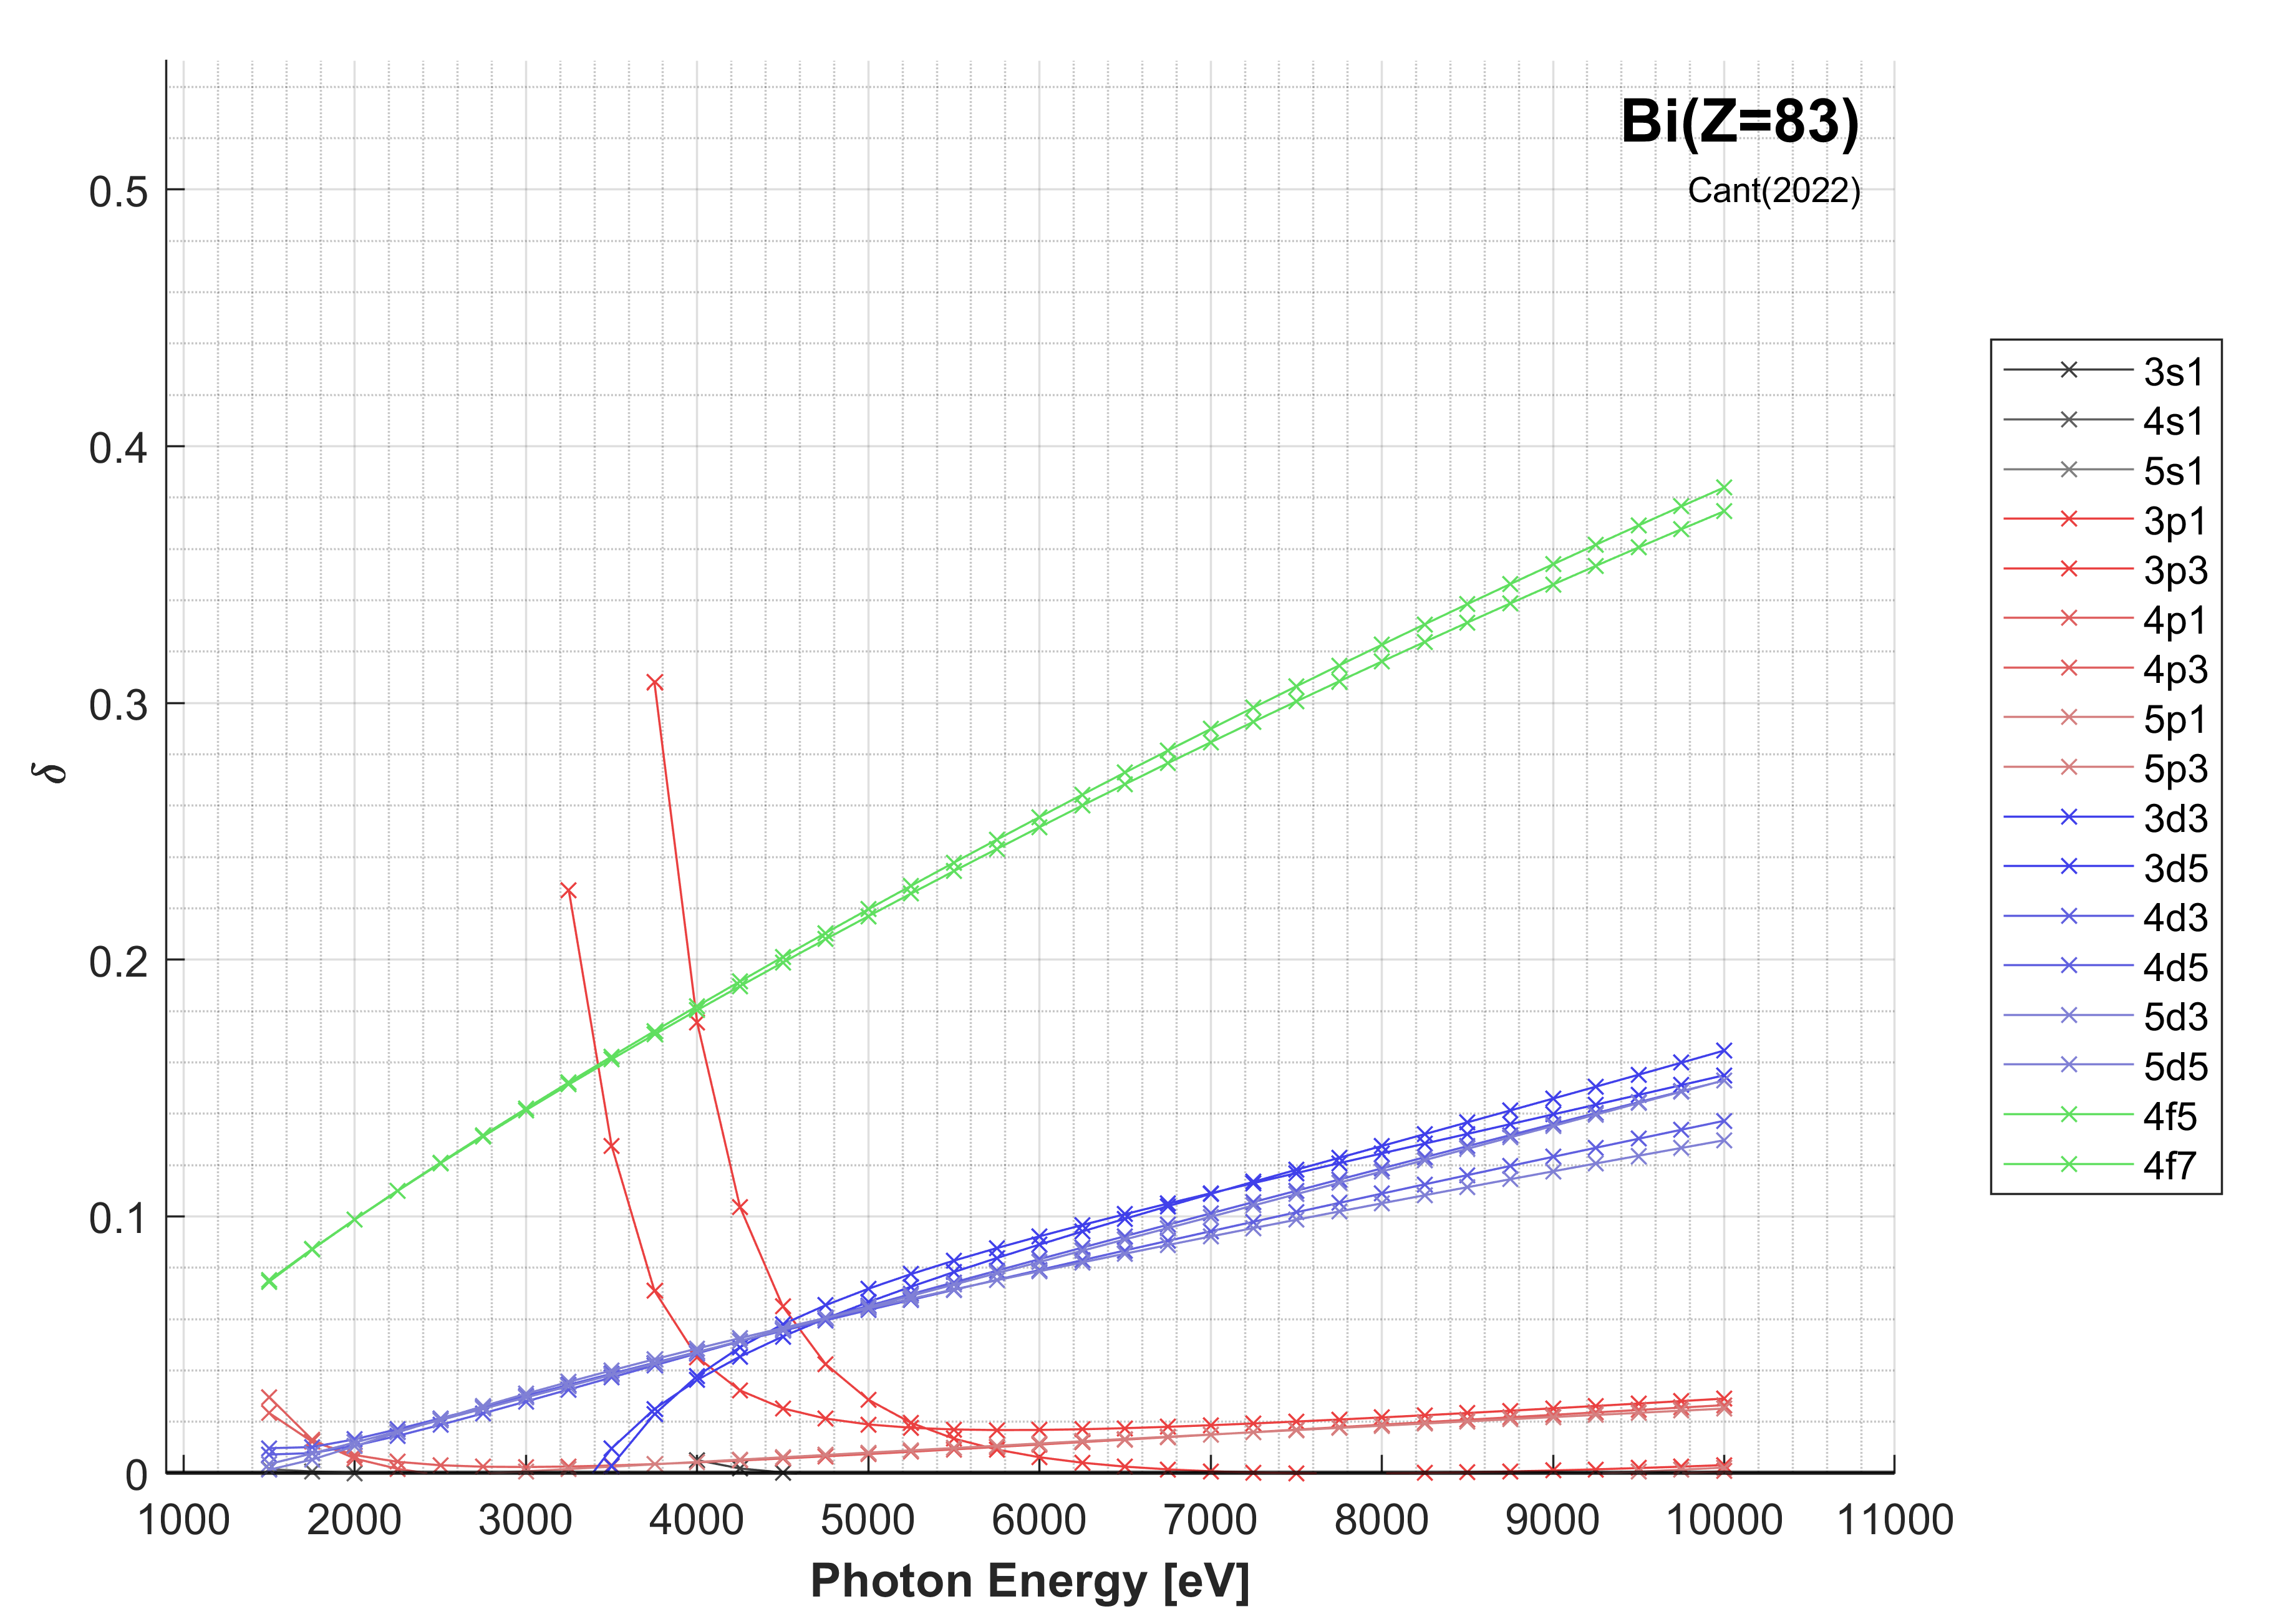 Bi(Z=83)
Cant(2022)
0.5
0.4
0.3
0.2
0.1
0
δ
1000 2000 3000 4000 5000 6000 7000 8000 9000 10000 11000
Photon Energy [eV]
3s1
4s1
5s1
3p1
3p3
4p1
4p3
5p1
5p3
3d3
3d5
4d3
4d5
5d3
5d5
4f5
4f7